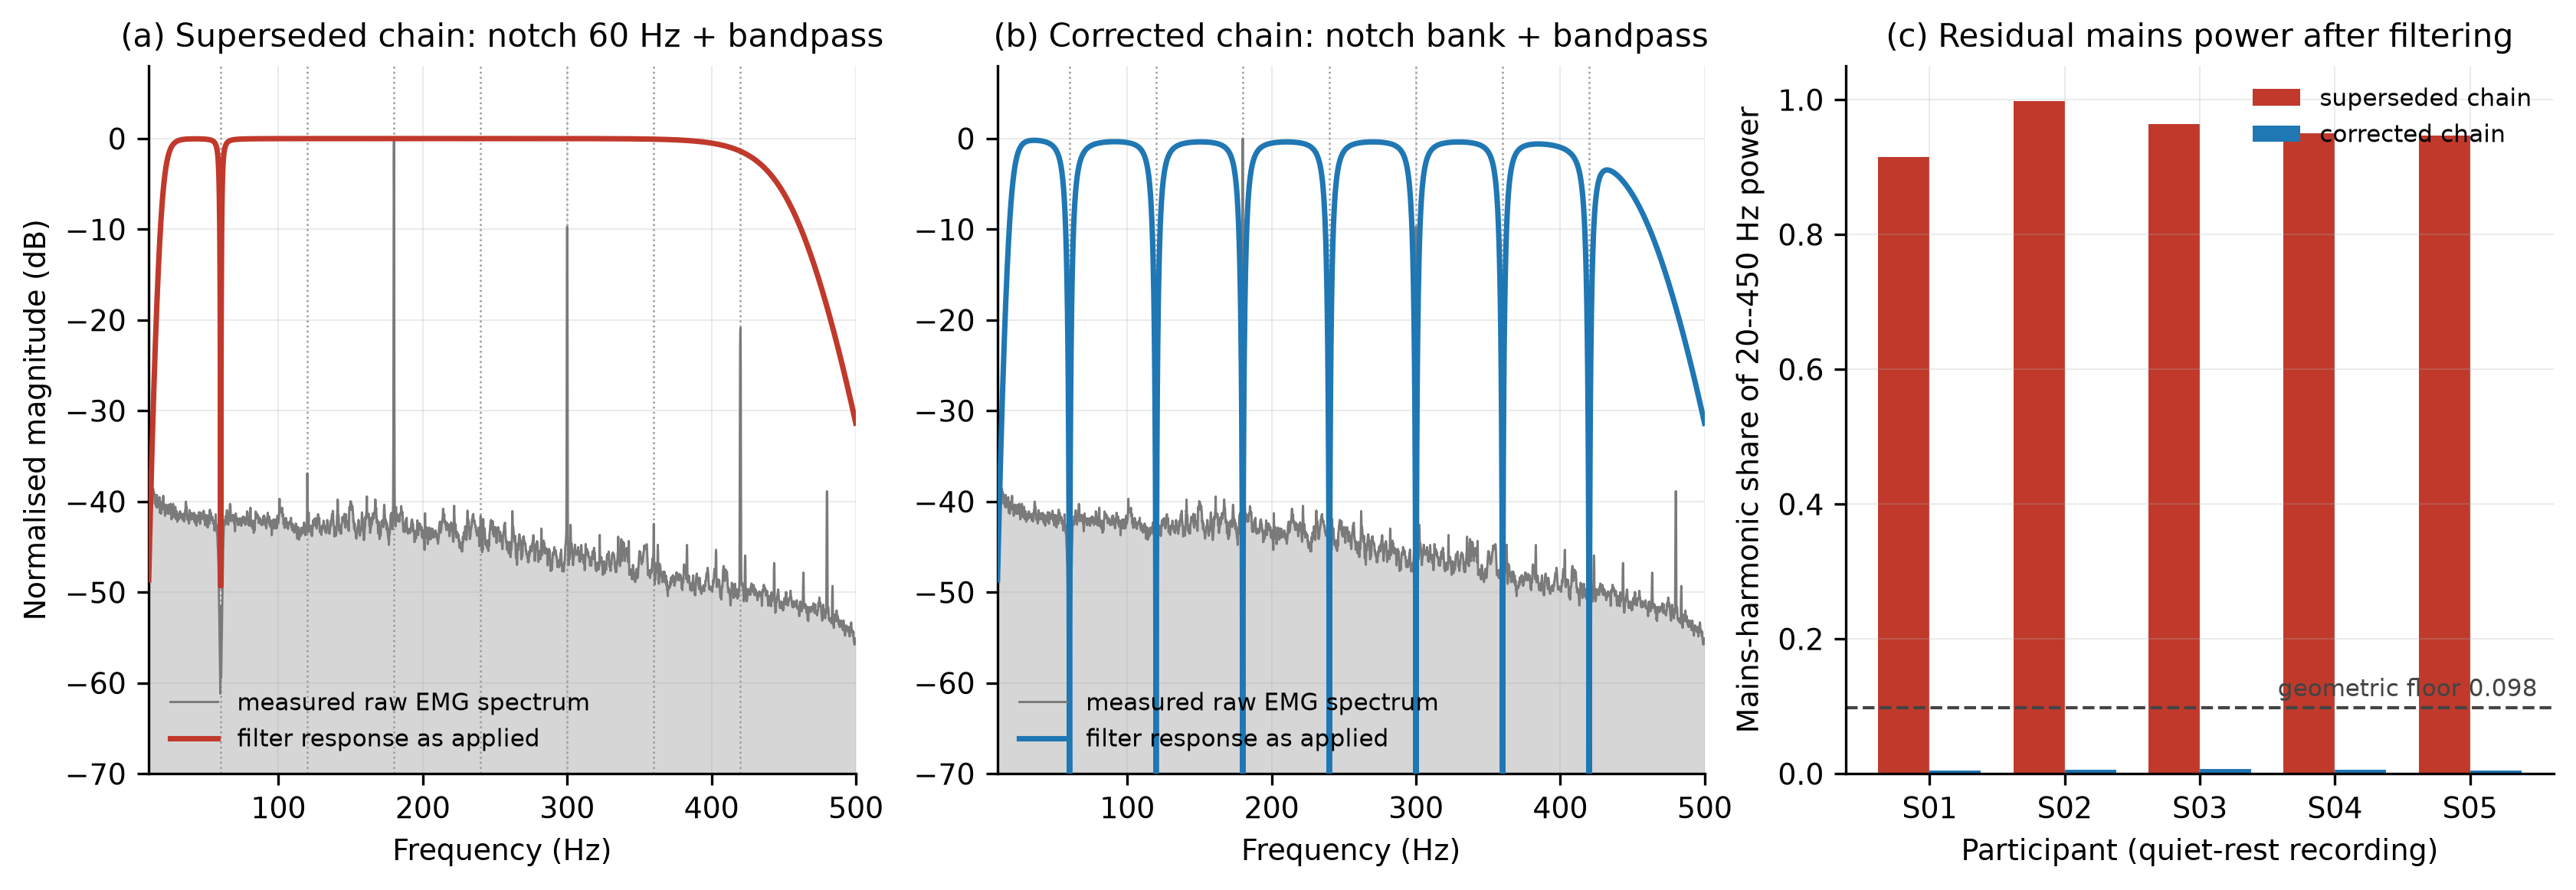 (a) Superseded chain: notch 60 Hz + bandpass
Normalised magnitude (dB)
0
−10
−20
−30
−40
−50
−60
−70
measured raw EMG spectrum
filter response as applied
100
200
300
400
500
Frequency (Hz)
(b) Corrected chain: notch bank + bandpass
0
−10
−20
−30
−40
−50
−60
−70
measured raw EMG spectrum
filter response as applied
100
200
300
400
500
Frequency (Hz)
(c) Residual mains power after filtering
Mains-harmonic share of 20--450 Hz power
1.0
0.8
0.6
0.4
0.2
0.0
superseded chain
corrected chain
geometric floor 0.098
S01
S02
S03
S04
S05
Participant (quiet-rest recording)